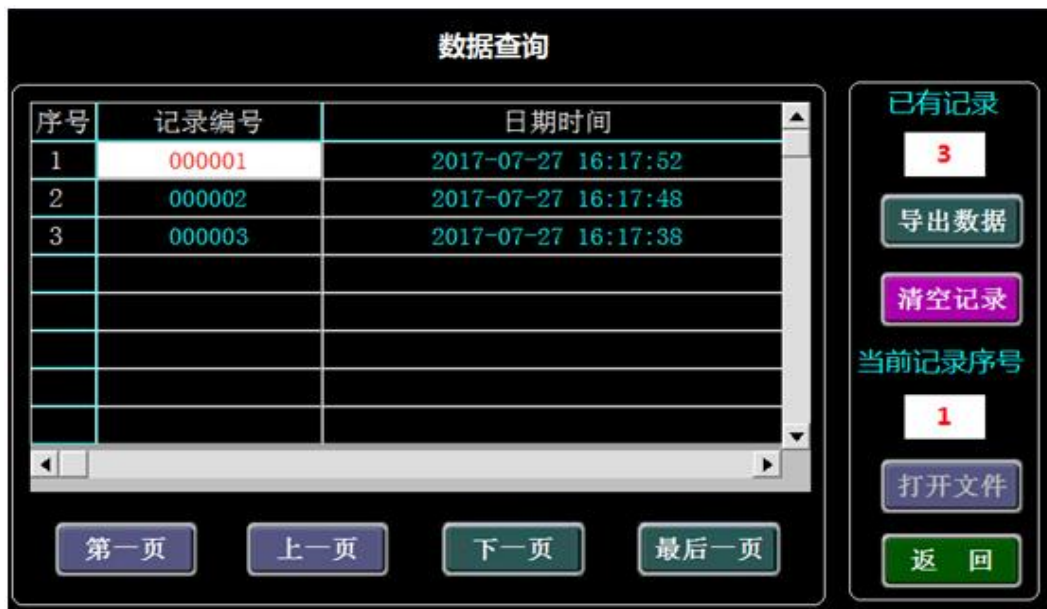 数据查询
序号 记录编号 日期时间
1 000001 2017-07-27 16:17:52
2 000002 2017-07-27 16:17:48
3 000003 2017-07-27 16:17:38
第一页 上一页 下一页 最后一页
已有记录
3
导出数据
清空记录
当前记录序号
1
打开文件
返 回